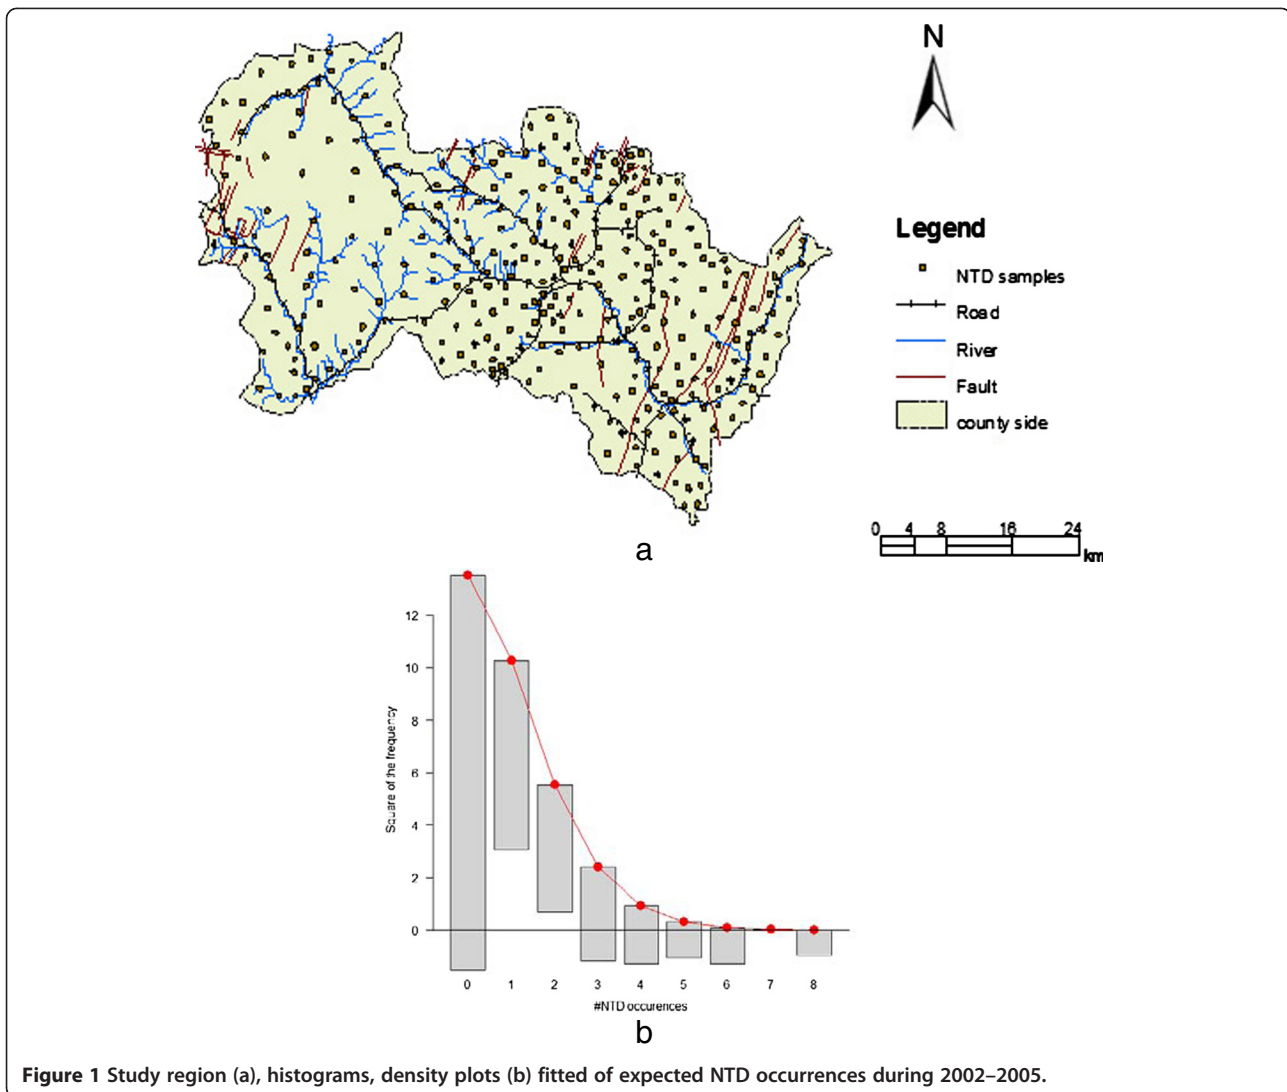 N
Legend
NTD samples
Road
River
Fault
county side
0 4 8 16 24
km
a
12
10
8
6
4
2
0
Square of the frequency
0 1 2 3 4 5 6 7 8
#NTD occurences
b
Figure 1 Study region (a), histograms, density plots (b) fitted of expected NTD occurrences during 2002–2005.